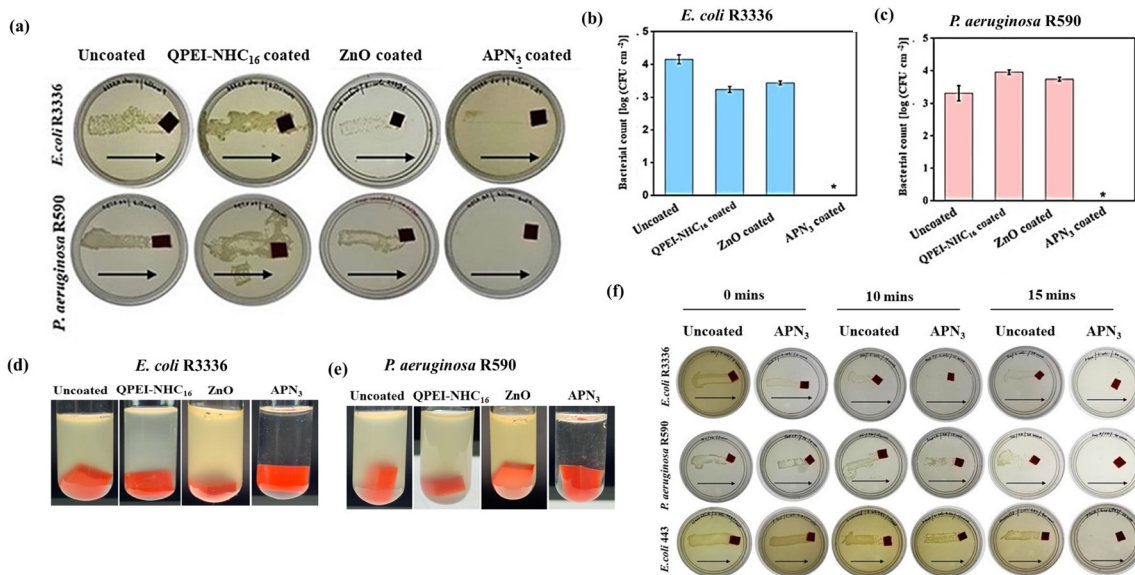 (a)
Uncoated QPEI-NHC₁₆ coated ZnO coated APN₃ coated
E.coli R3336
P. aeruginosa R590
(b)
E. coli R3336
Bacterial count [log (CFU cm⁻²)]
5
4
3
2
1
0
*
Uncoated
QPEI-NHC₁₆ coated
ZnO coated
APN₃ coated
(c)
P. aeruginosa R590
Bacterial count [log (CFU cm⁻²)]
5
4
3
2
1
0
*
Uncoated
QPEI-NHC₁₆ coated
ZnO coated
APN₃ coated
(d)
E. coli R3336
Uncoated QPEI-NHC₁₆ ZnO APN₃
(e)
P. aeruginosa R590
Uncoated QPEI-NHC₁₆ ZnO APN₃
(f)
0 mins 10 mins 15 mins
Uncoated APN₃ Uncoated APN₃ Uncoated APN₃
E.coli R3336
P. aeruginosa R590
E.coli 443